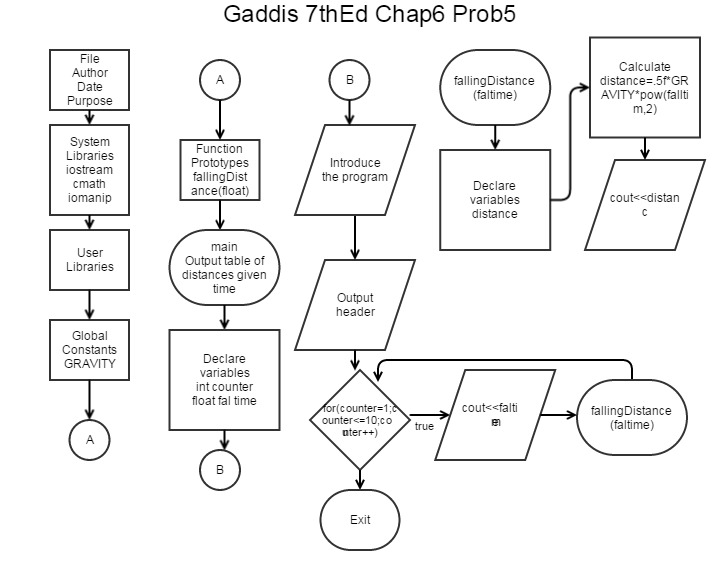 Gaddis 7thEd Chap6 Prob5
File
Author
Date
Purpose
System
Libraries
iostream
cmath
iomanip
User
Libraries
Global
Constants
GRAVITY
A
A
Function
Prototypes
fallingDist
ance(float)
main
Output table of
distances given
time
Declare
variables
int counter
float fal time
B
B
Introduce
the program
Output
header
for(counter=1;c
ounter<=10;co
unter++)
true
cout<<falti
me
fallingDistance
(faltime)
Exit
fallingDistance
(faltime)
Declare
variables
distance
Calculate
distance=.5f*GR
AVITY*pow(fallti
m,2)
cout<<distan
c